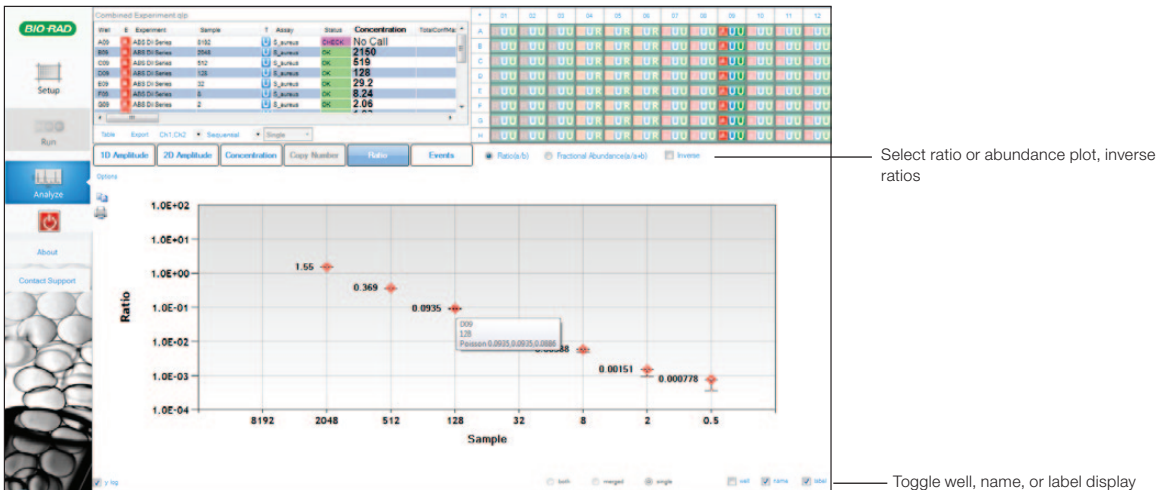 Combined Experiment.qlp
BIO-RAD
Setup
Run
Analyze
About
Contact Support
Well E Experiment Sample T Assay Status Concentration
A09 ABS Dil Series 8192 U S_aureus CHECK No Call
B09 ABS Dil Series 2048 U S_aureus OK 2150
C09 ABS Dil Series 512 U S_aureus OK 519
D09 ABS Dil Series 128 U S_aureus OK 128
E09 ABS Dil Series 32 U S_aureus OK 29.2
F09 ABS Dil Series 8 U S_aureus OK 8.24
G09 ABS Dil Series 2 U S_aureus OK 2.06
01 02 03 04 05 06 07 08 09 10 11 12
A
B
C
D
E
F
G
H
Table Export Ch1,Ch2 Sequential Single
1D Amplitude 2D Amplitude Concentration Copy Number Ratio Events
Ratio(a/b) Fractional Abundance(a/a+b) Inverse
Select ratio or abundance plot, inverse
ratios
Options
Ratio
1.0E+02
1.0E+01
1.0E+00
1.0E-01
1.0E-02
1.0E-03
1.0E-04
1.55
0.369
0.0935
D09
128
Poisson 0.0935,0.0935,0.0886
0.00151
0.000778
8192 2048 512 128 32 8 2 0.5
Sample
y log
both merged single
well name label
Toggle well, name, or label display